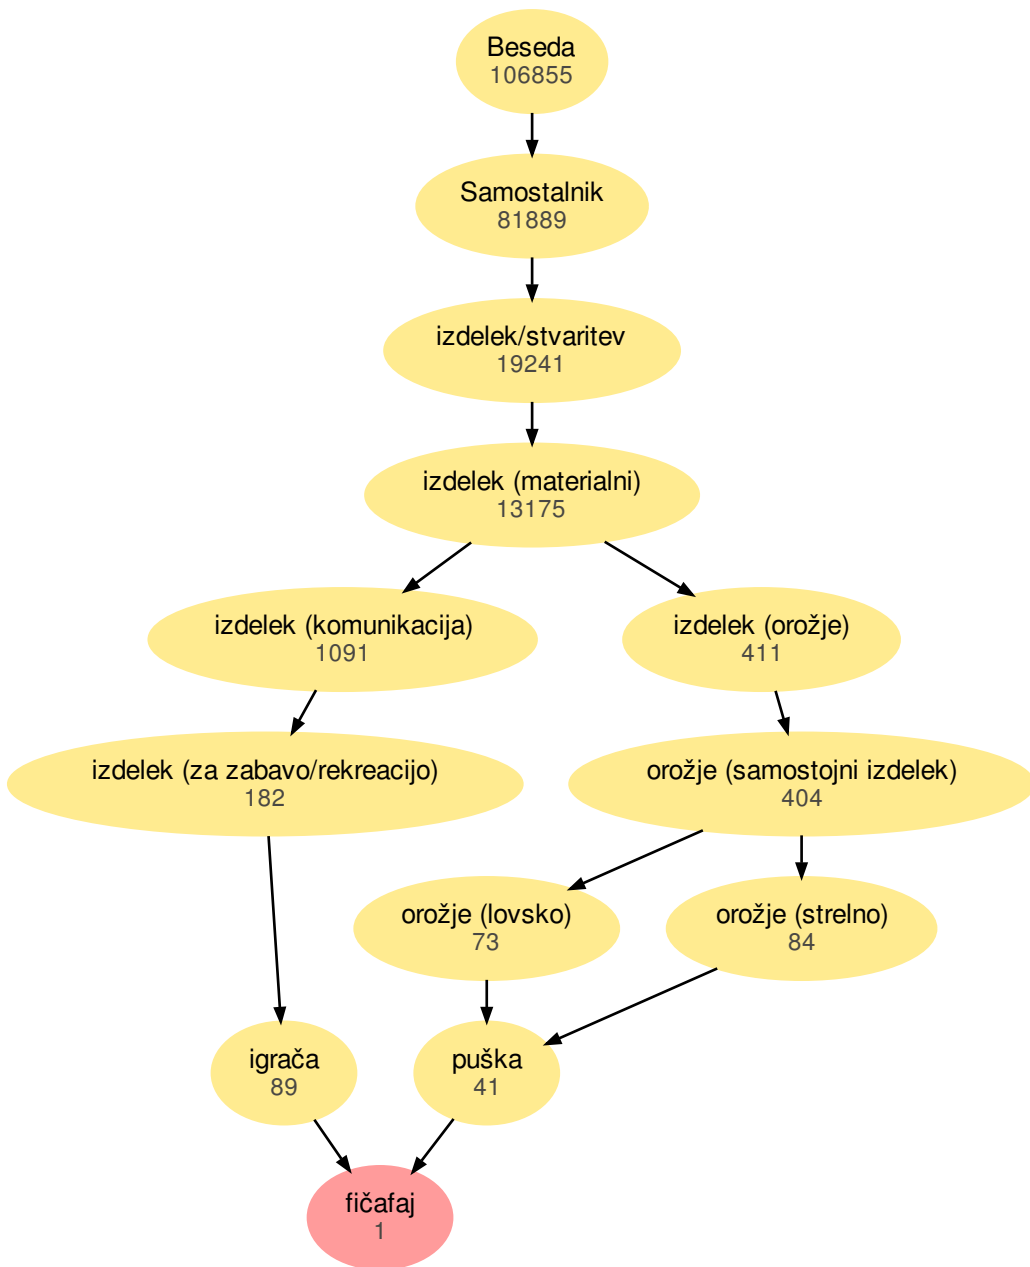 Beseda
106855
Samostalnik
81889
izdelek/stvaritev
19241
izdelek (materialni)
13175
izdelek (komunikacija)
1091
izdelek (orožje)
411
izdelek (za zabavo/rekreacijo)
182
orožje (samostojni izdelek)
404
orožje (lovsko)
73
orožje (strelno)
84
igrača
89
puška
41
fičafaj
1